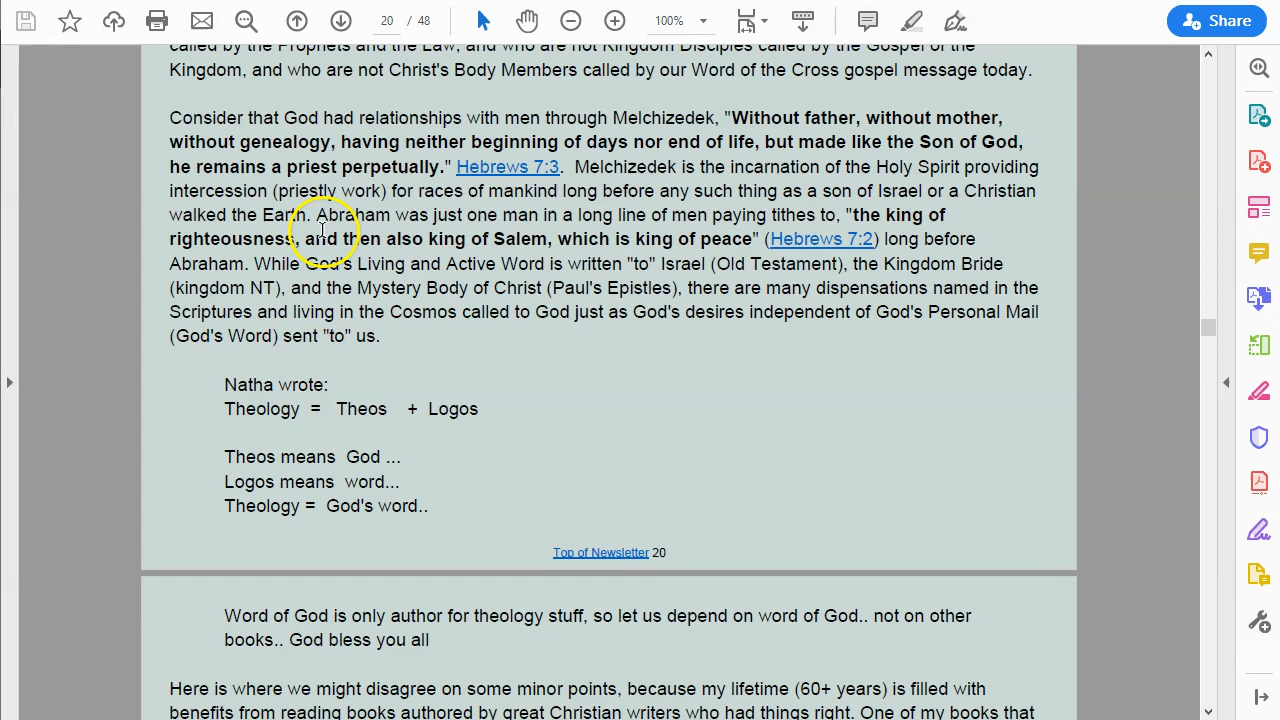 20 / 48
100%
Share
called by the Prophets and the Law, and who are not Kingdom Disciples called by the Gospel of the
Kingdom, and who are not Christ's Body Members called by our Word of the Cross gospel message today.
Consider that God had relationships with men through Melchizedek, "Without father, without mother,
without genealogy, having neither beginning of days nor end of life, but made like the Son of God,
he remains a priest perpetually." Hebrews 7:3.  Melchizedek is the incarnation of the Holy Spirit providing
intercession (priestly work) for races of mankind long before any such thing as a son of Israel or a Christian
walked the Earth. Abraham was just one man in a long line of men paying tithes to, "the king of
righteousness, and then also king of Salem, which is king of peace" (Hebrews 7:2) long before
Abraham. While God's Living and Active Word is written "to" Israel (Old Testament), the Kingdom Bride
(kingdom NT), and the Mystery Body of Christ (Paul's Epistles), there are many dispensations named in the
Scriptures and living in the Cosmos called to God just as God's desires independent of God's Personal Mail
(God's Word) sent "to" us.
Natha wrote:
Theology  =  Theos   +  Logos
Theos means  God ...
Logos means  word...
Theology =  God's word..
Top of Newsletter 20
Word of God is only author for theology stuff, so let us depend on word of God.. not on other
books.. God bless you all
Here is where we might disagree on some minor points, because my lifetime (60+ years) is filled with
benefits from reading books authored by great Christian writers who had things right. One of my books that